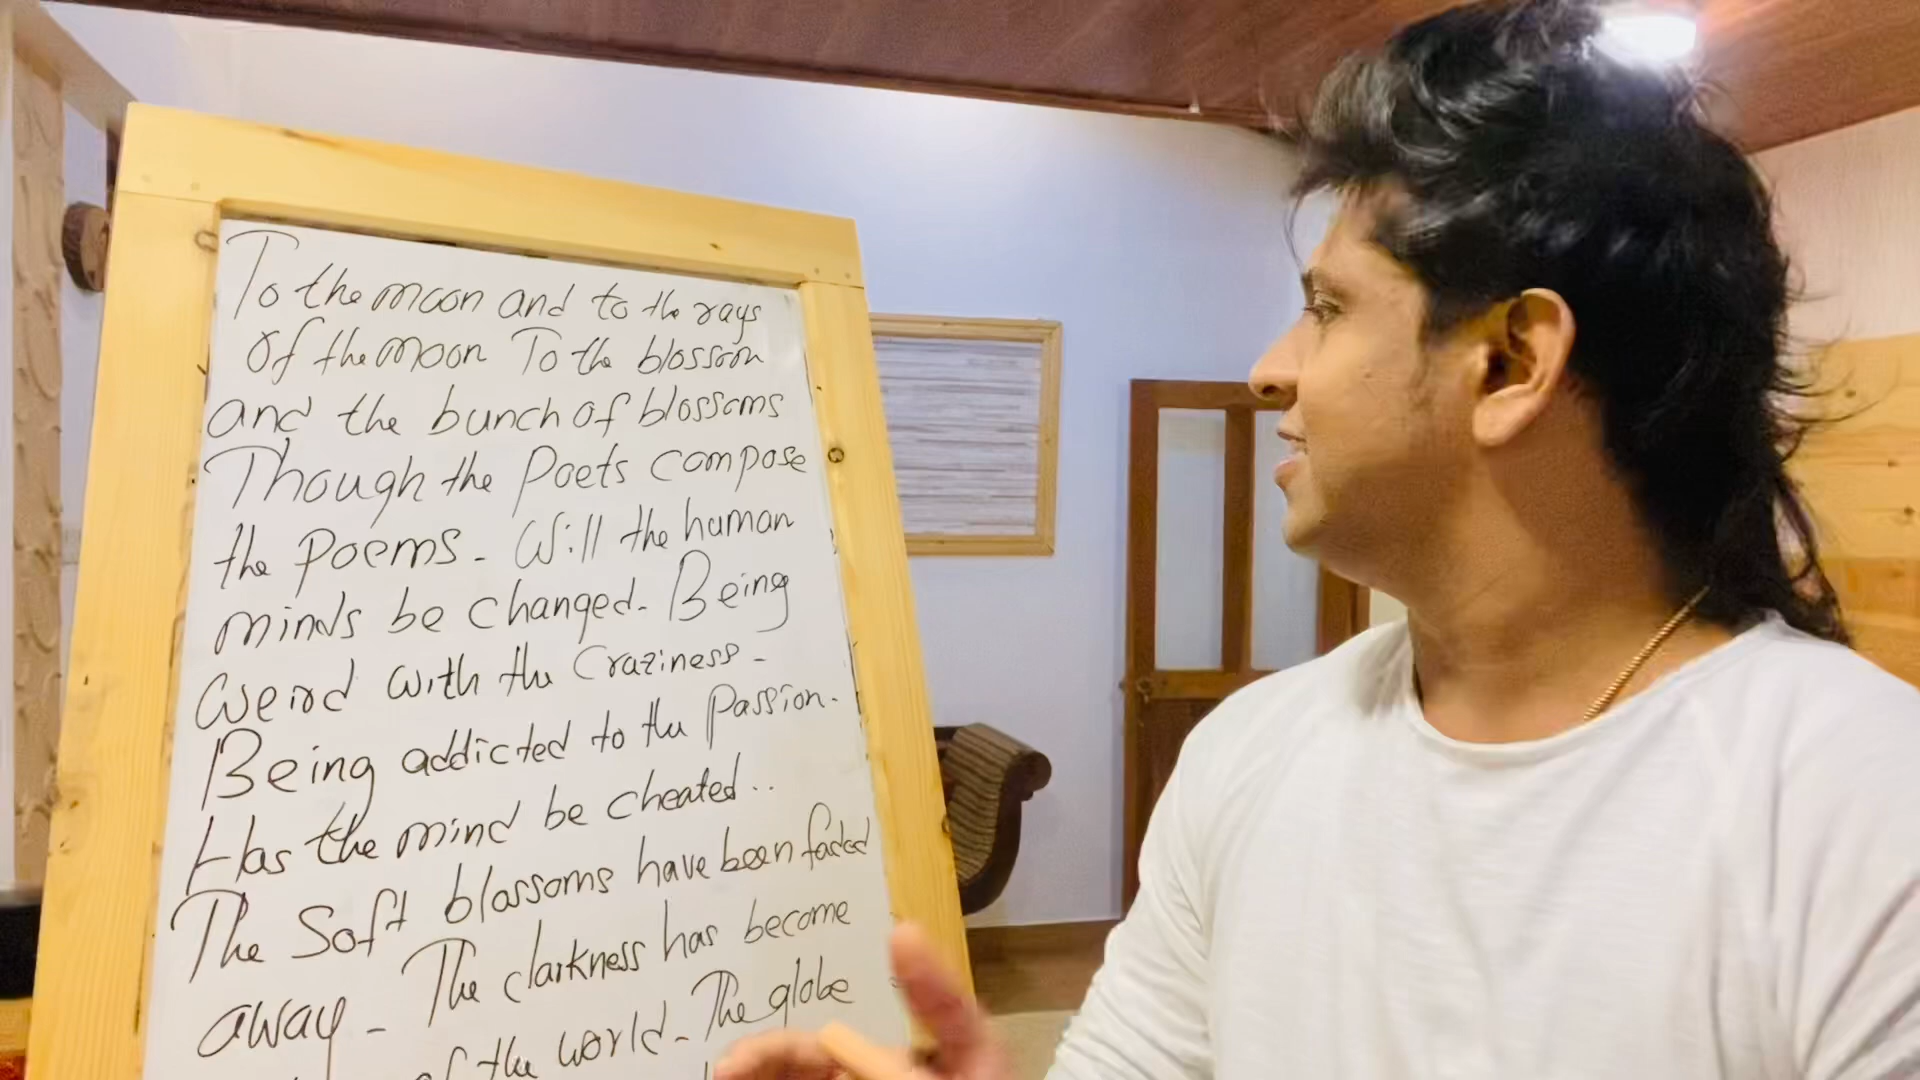 To the moon and to the rays
Of the moon To the blossom
and the bunch of blossoms
Though the Poets compose
the poems - Will the human
minds be changed - Being
weird with the Craziness -
Being addicted to the passion -
Has the mind be cheated ..
The Soft blossoms have been faded
away - The darkness has become
of the world - The globe